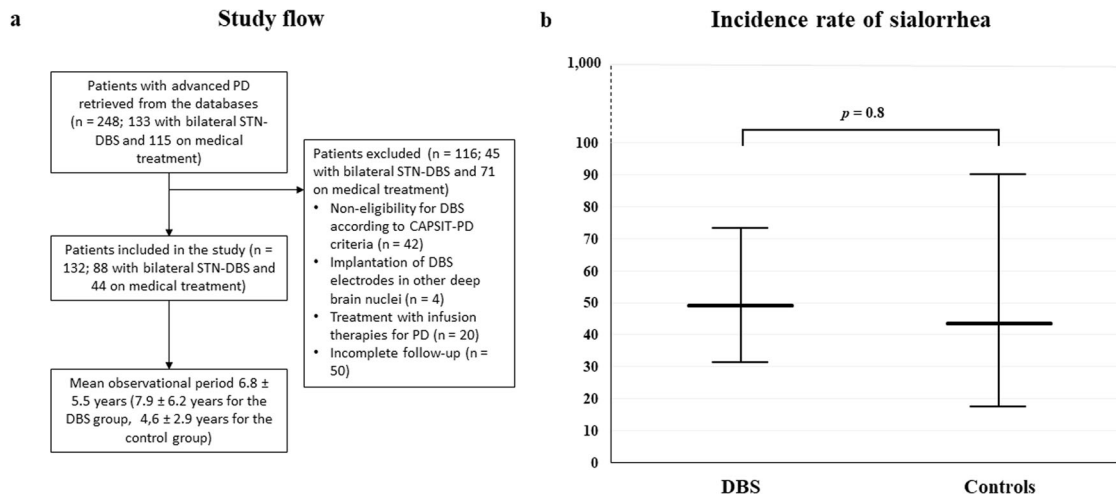 a
Study flow
Patients with advanced PD
retrieved from the databases
(n = 248; 133 with bilateral STN-
DBS and 115 on medical
treatment)
Patients excluded (n = 116; 45
with bilateral STN-DBS and 71
on medical treatment)
• Non-eligibility for DBS
according to CAPSIT-PD
criteria (n = 42)
• Implantation of DBS
electrodes in other deep
brain nuclei (n = 4)
• Treatment with infusion
therapies for PD (n = 20)
• Incomplete follow-up (n =
50)
Patients included in the study (n =
132; 88 with bilateral STN-DBS and
44 on medical treatment)
Mean observational period 6.8 ±
5.5 years (7.9 ± 6.2 years for the
DBS group, 4,6 ± 2.9 years for the
control group)
b
Incidence rate of sialorrhea
1,000
p = 0.8
100
90
80
70
60
50
40
30
20
10
0
DBS
Controls